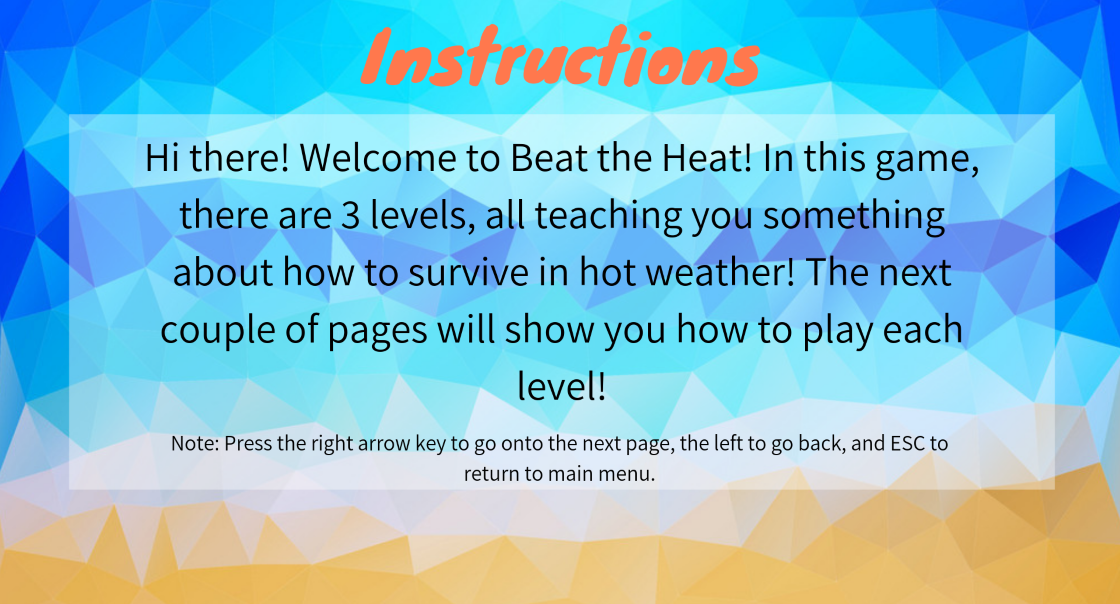 Instructions
Hi there! Welcome to Beat the Heat! In this game,
there are 3 levels, all teaching you something
about how to survive in hot weather! The next
couple of pages will show you how to play each
level!
Note: Press the right arrow key to go onto the next page, the left to go back, and ESC to
return to main menu.